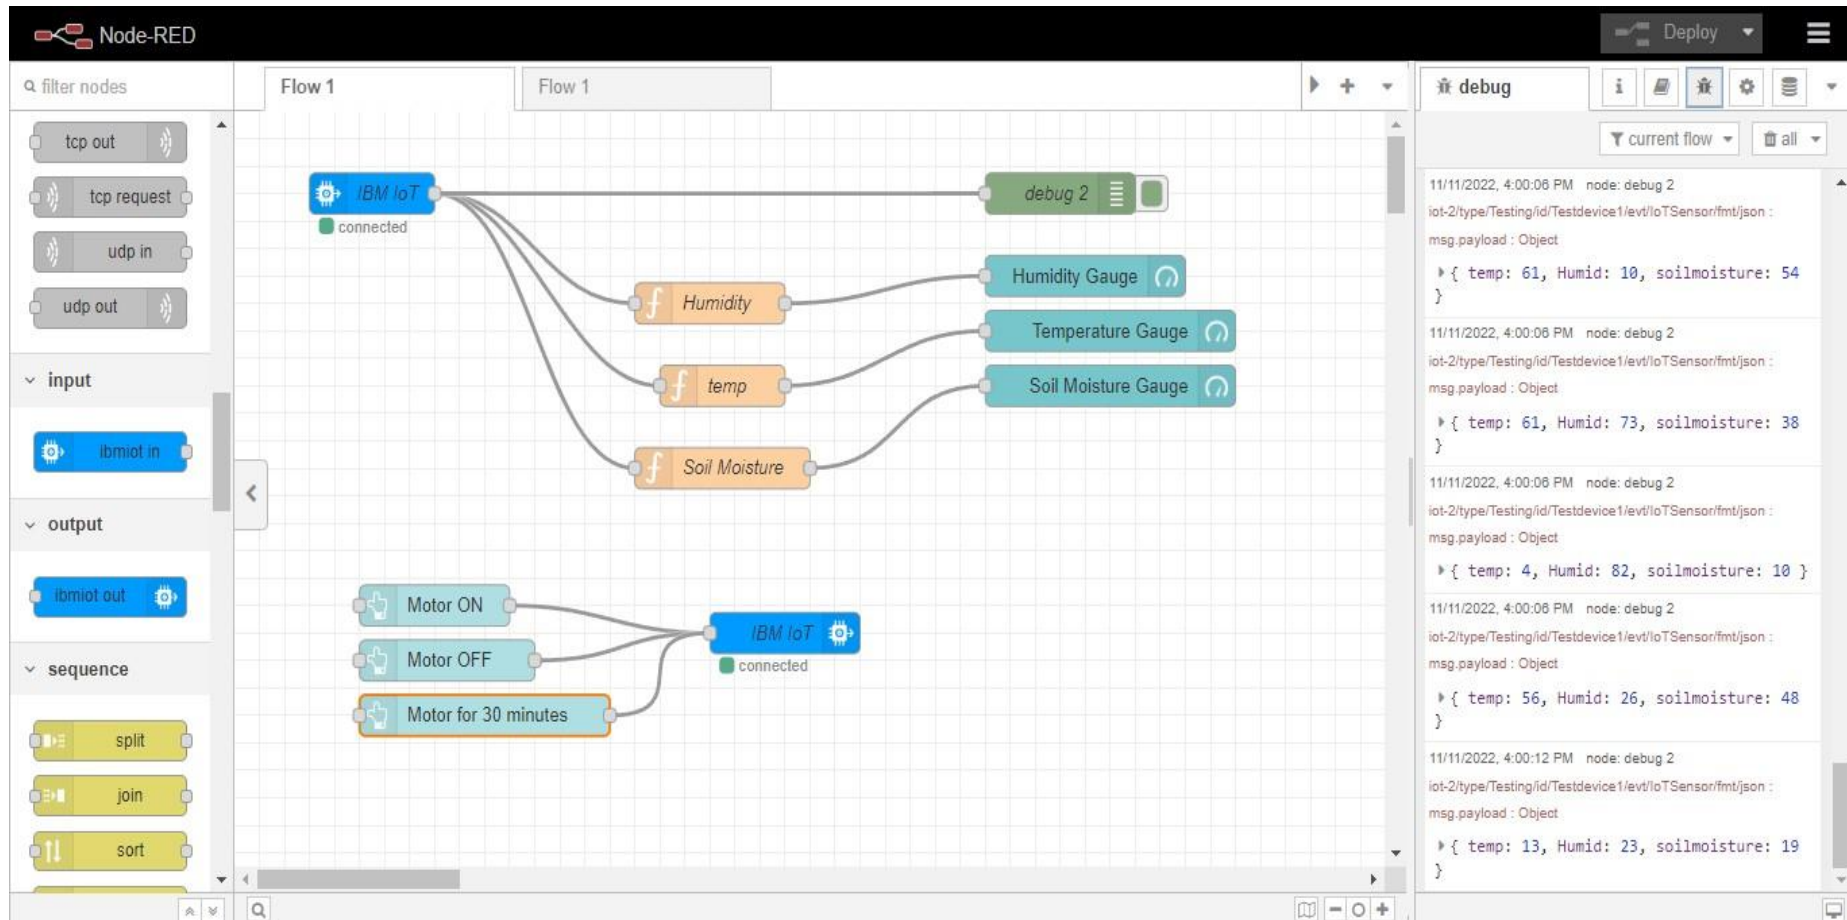 Node-RED
Deploy
filter nodes
tcp out
tcp request
udp in
udp out
input
ibmiot in
output
ibmiot out
sequence
split
join
sort
Flow 1
Flow 1
IBM IoT
connected
debug 2
Humidity
Humidity Gauge
temp
Temperature Gauge
Soil Moisture
Soil Moisture Gauge
Motor ON
Motor OFF
Motor for 30 minutes
IBM IoT
connected
debug
i
current flow
all
11/11/2022, 4:00:06 PM node: debug 2
iot-2/type/Testing/id/Testdevice1/evt/IoTSensor/fmt/json :
msg.payload : Object
{ temp: 61, Humid: 10, soilmoisture: 54
}
11/11/2022, 4:00:06 PM node: debug 2
iot-2/type/Testing/id/Testdevice1/evt/IoTSensor/fmt/json :
msg.payload : Object
{ temp: 61, Humid: 73, soilmoisture: 38
}
11/11/2022, 4:00:06 PM node: debug 2
iot-2/type/Testing/id/Testdevice1/evt/IoTSensor/fmt/json :
msg.payload : Object
{ temp: 4, Humid: 82, soilmoisture: 10 }
11/11/2022, 4:00:06 PM node: debug 2
iot-2/type/Testing/id/Testdevice1/evt/IoTSensor/fmt/json :
msg.payload : Object
{ temp: 56, Humid: 26, soilmoisture: 48
}
11/11/2022, 4:00:12 PM node: debug 2
iot-2/type/Testing/id/Testdevice1/evt/IoTSensor/fmt/json :
msg.payload : Object
{ temp: 13, Humid: 23, soilmoisture: 19
}